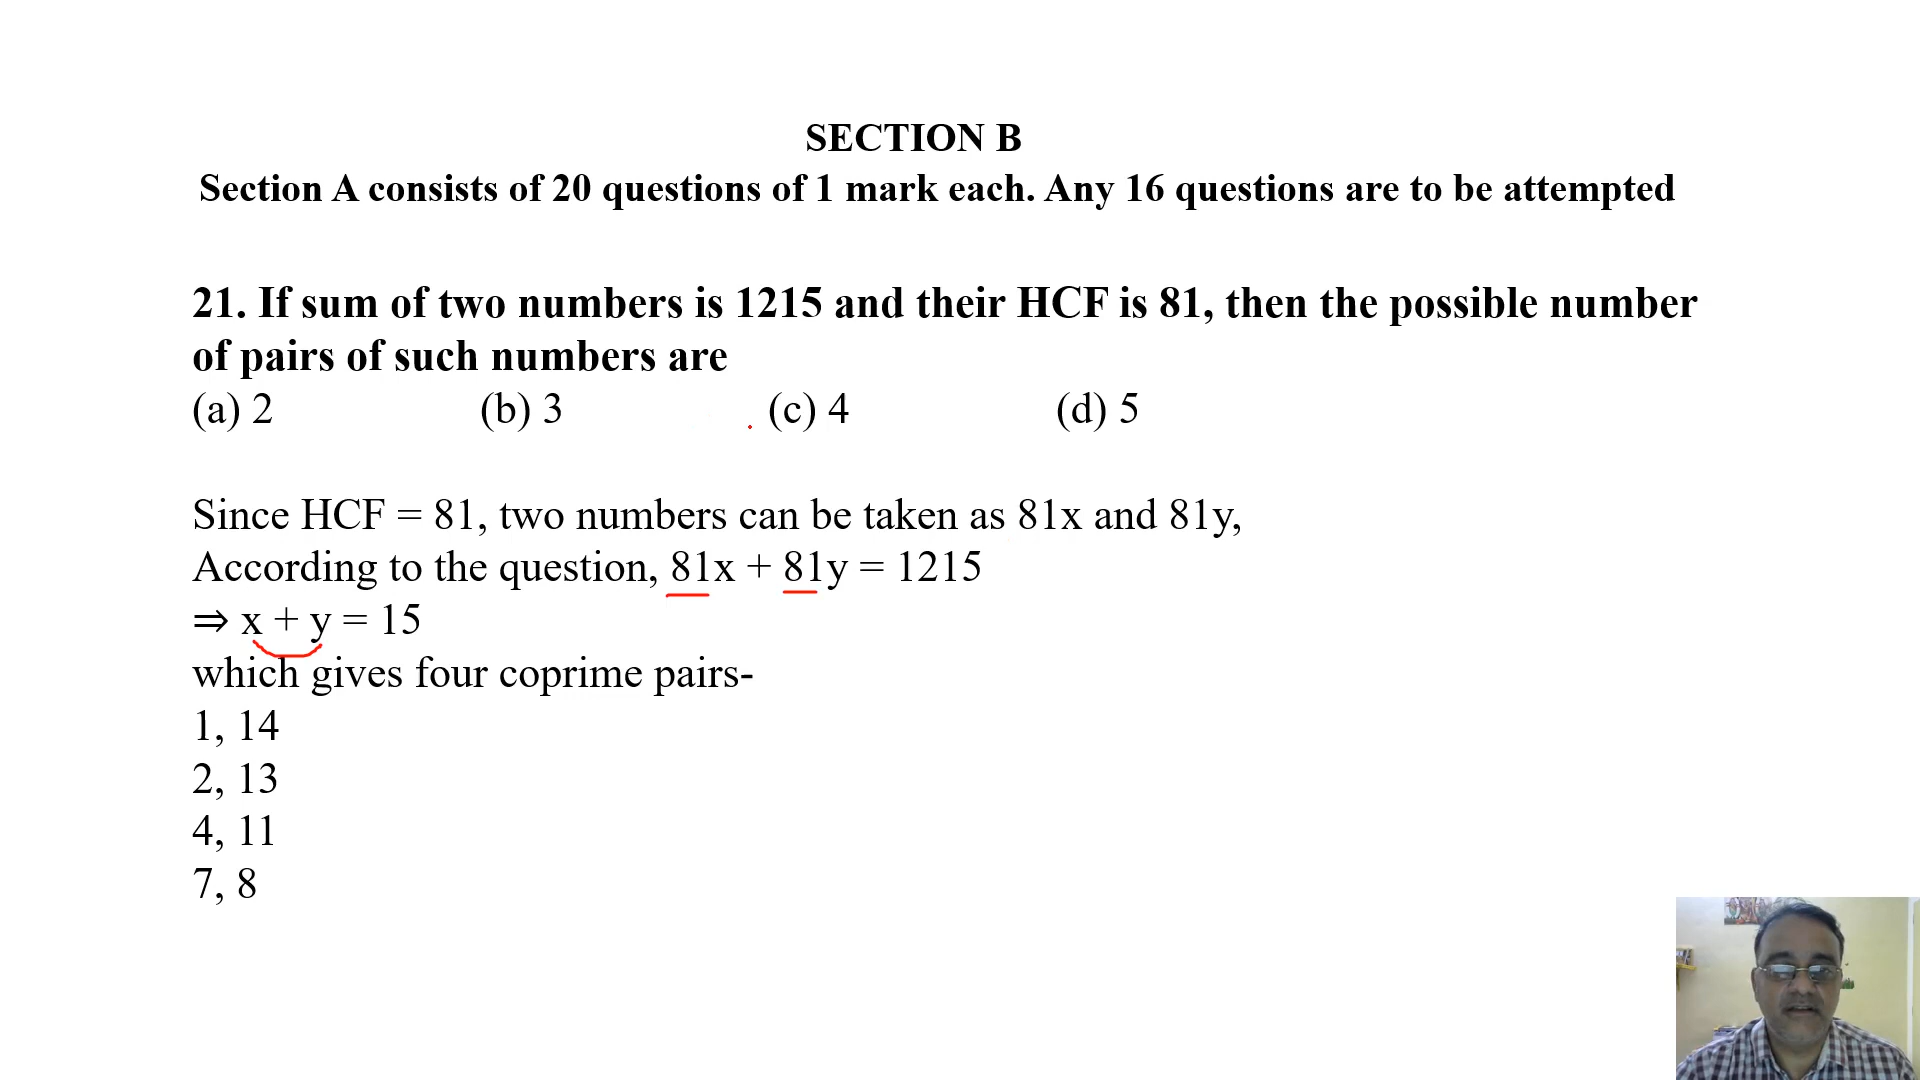 SECTION B
Section A consists of 20 questions of 1 mark each. Any 16 questions are to be attempted
21. If sum of two numbers is 1215 and their HCF is 81, then the possible number
of pairs of such numbers are
(a) 2 (b) 3 (c) 4 (d) 5
Since HCF = 81, two numbers can be taken as 81x and 81y,
According to the question, 81x + 81y = 1215
⇒ x + y = 15
which gives four coprime pairs-
1, 14
2, 13
4, 11
7, 8